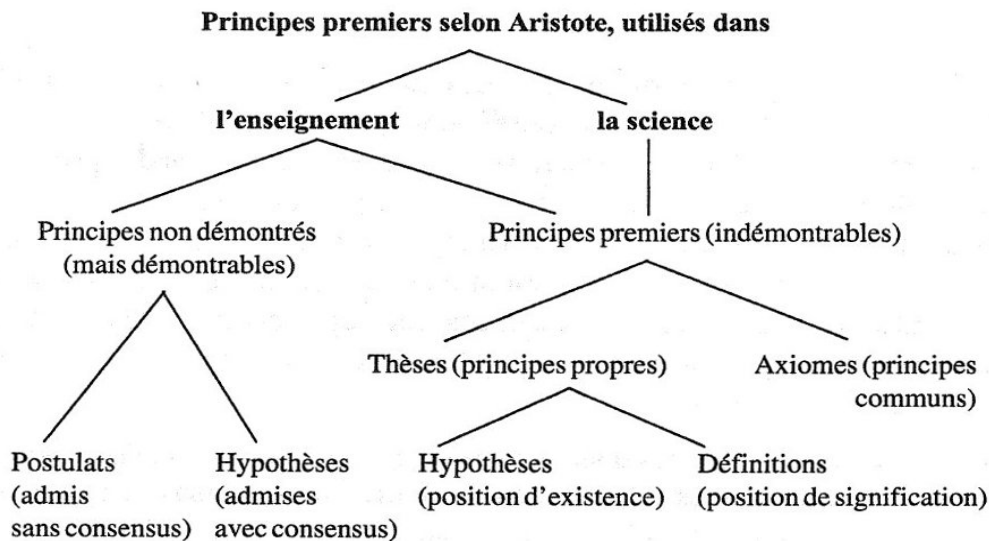 Principes premiers selon Aristote, utilisés dans
l'enseignement
la science
Principes non démontrés
(mais démontrables)
Principes premiers (indémontrables)
Thèses (principes propres)
Axiomes (principes
communs)
Postulats
(admis
sans consensus)
Hypothèses
(admises
avec consensus)
Hypothèses
(position d'existence)
Définitions
(position de signification)